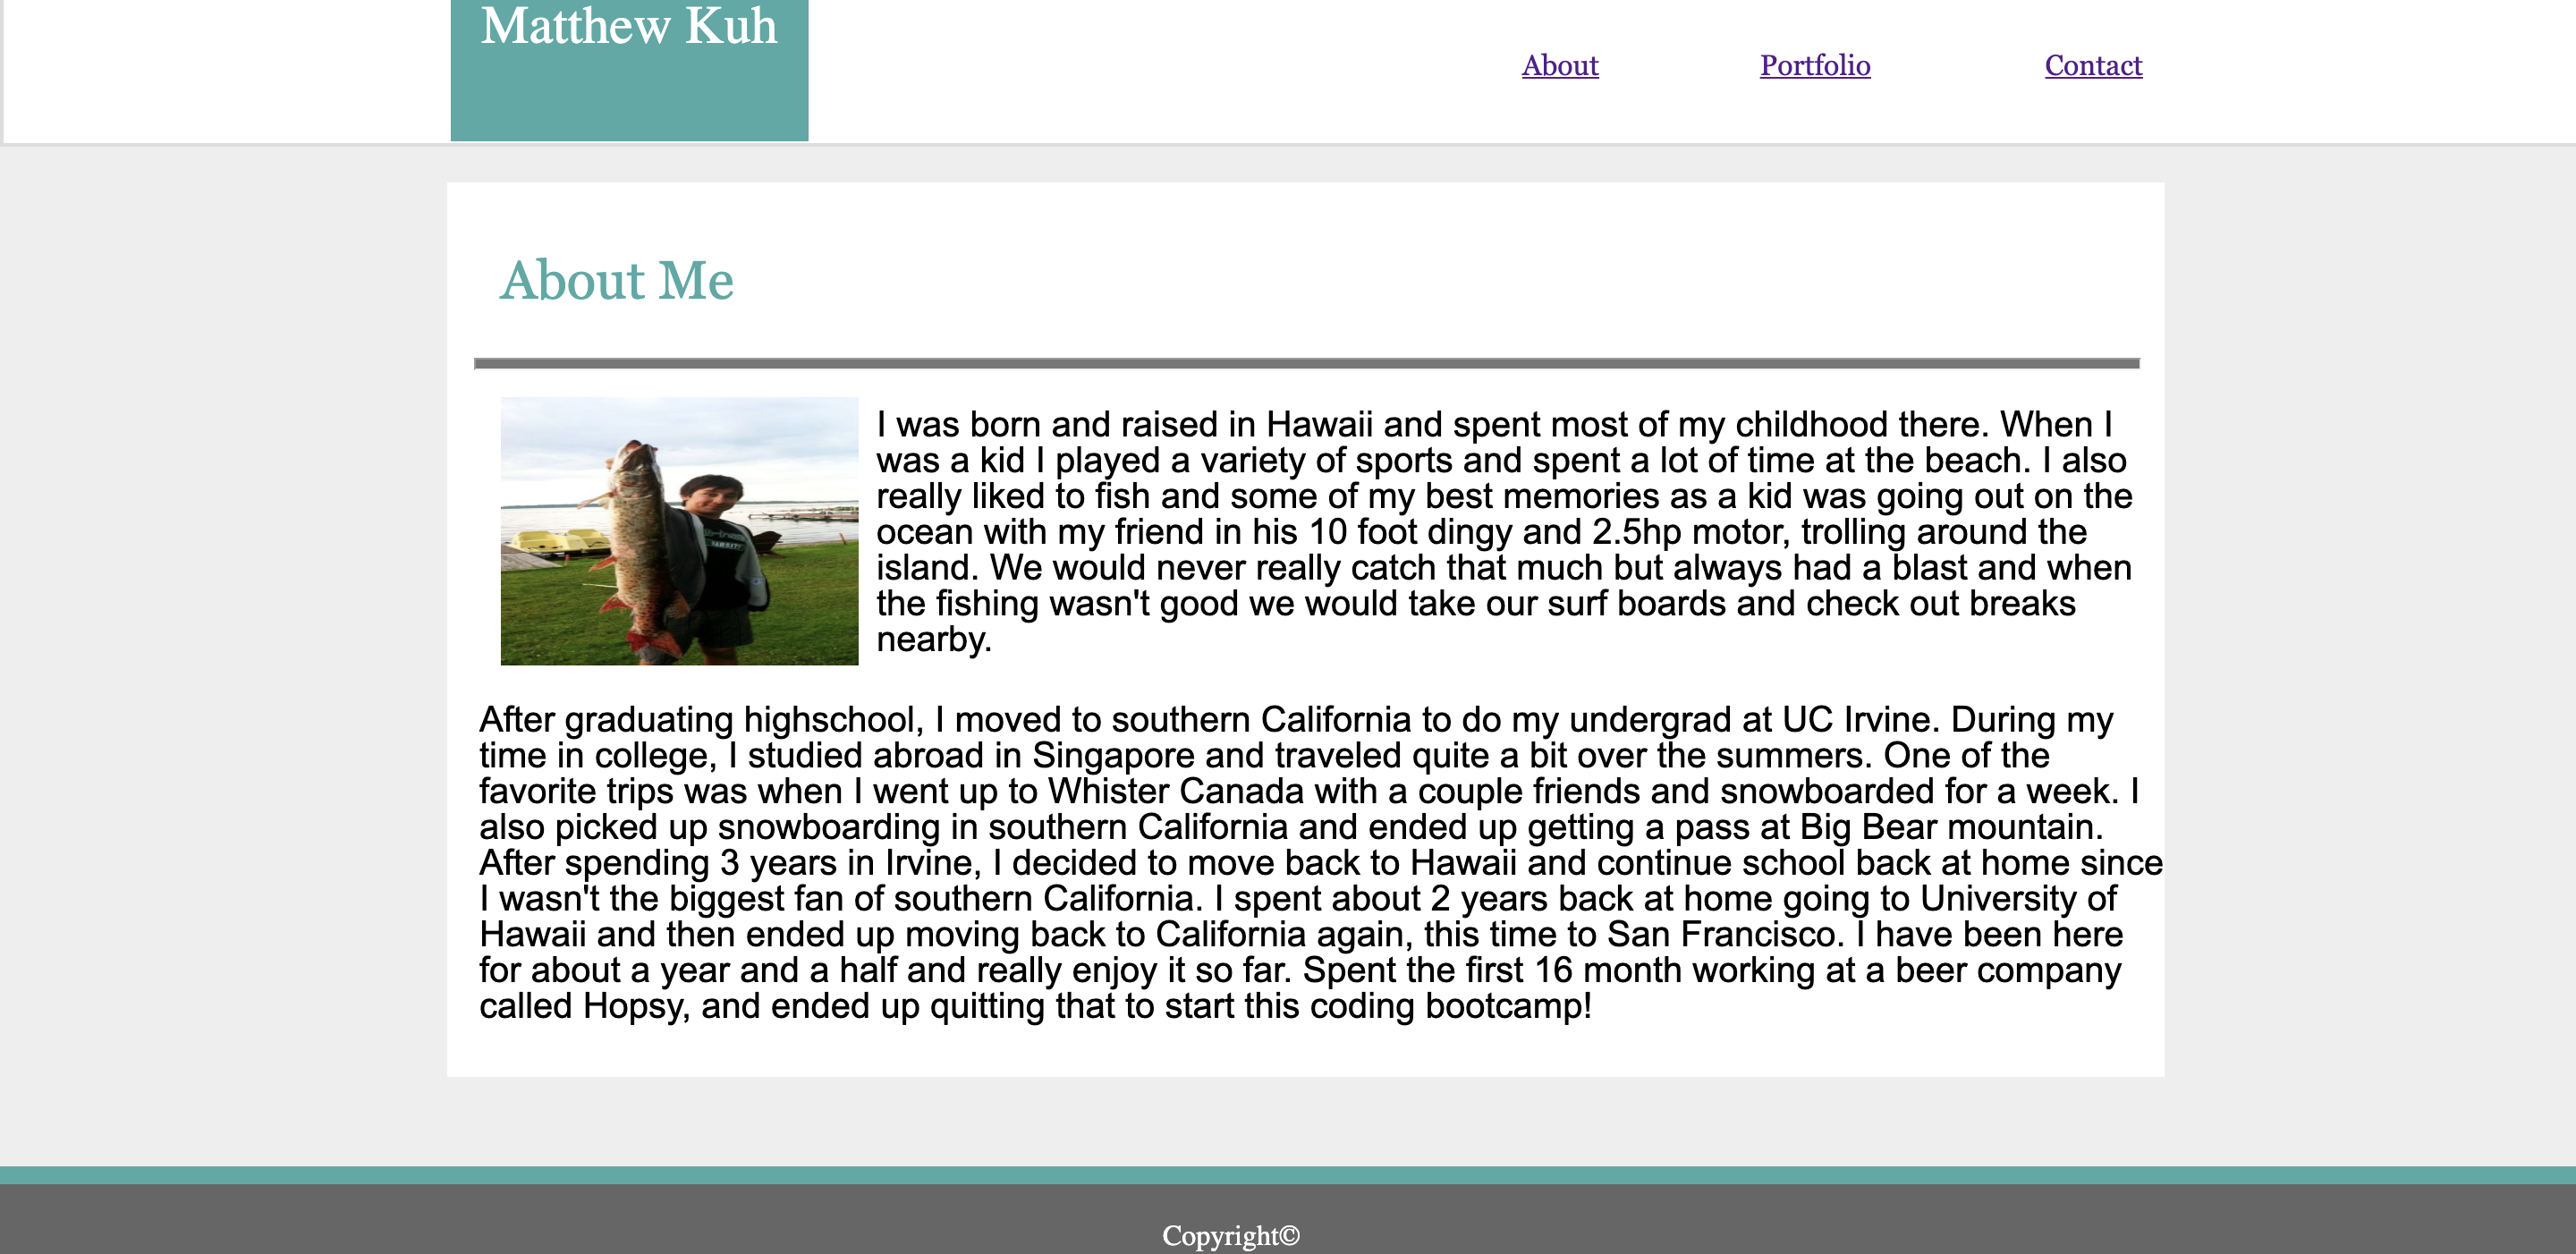 Matthew Kuh
About
Portfolio
Contact
About Me
I was born and raised in Hawaii and spent most of my childhood there. When I
was a kid I played a variety of sports and spent a lot of time at the beach. I also
really liked to fish and some of my best memories as a kid was going out on the
ocean with my friend in his 10 foot dingy and 2.5hp motor, trolling around the
island. We would never really catch that much but always had a blast and when
the fishing wasn't good we would take our surf boards and check out breaks
nearby.
After graduating highschool, I moved to southern California to do my undergrad at UC Irvine. During my
time in college, I studied abroad in Singapore and traveled quite a bit over the summers. One of the
favorite trips was when I went up to Whister Canada with a couple friends and snowboarded for a week. I
also picked up snowboarding in southern California and ended up getting a pass at Big Bear mountain.
After spending 3 years in Irvine, I decided to move back to Hawaii and continue school back at home since
I wasn't the biggest fan of southern California. I spent about 2 years back at home going to University of
Hawaii and then ended up moving back to California again, this time to San Francisco. I have been here
for about a year and a half and really enjoy it so far. Spent the first 16 month working at a beer company
called Hopsy, and ended up quitting that to start this coding bootcamp!
Copyright©